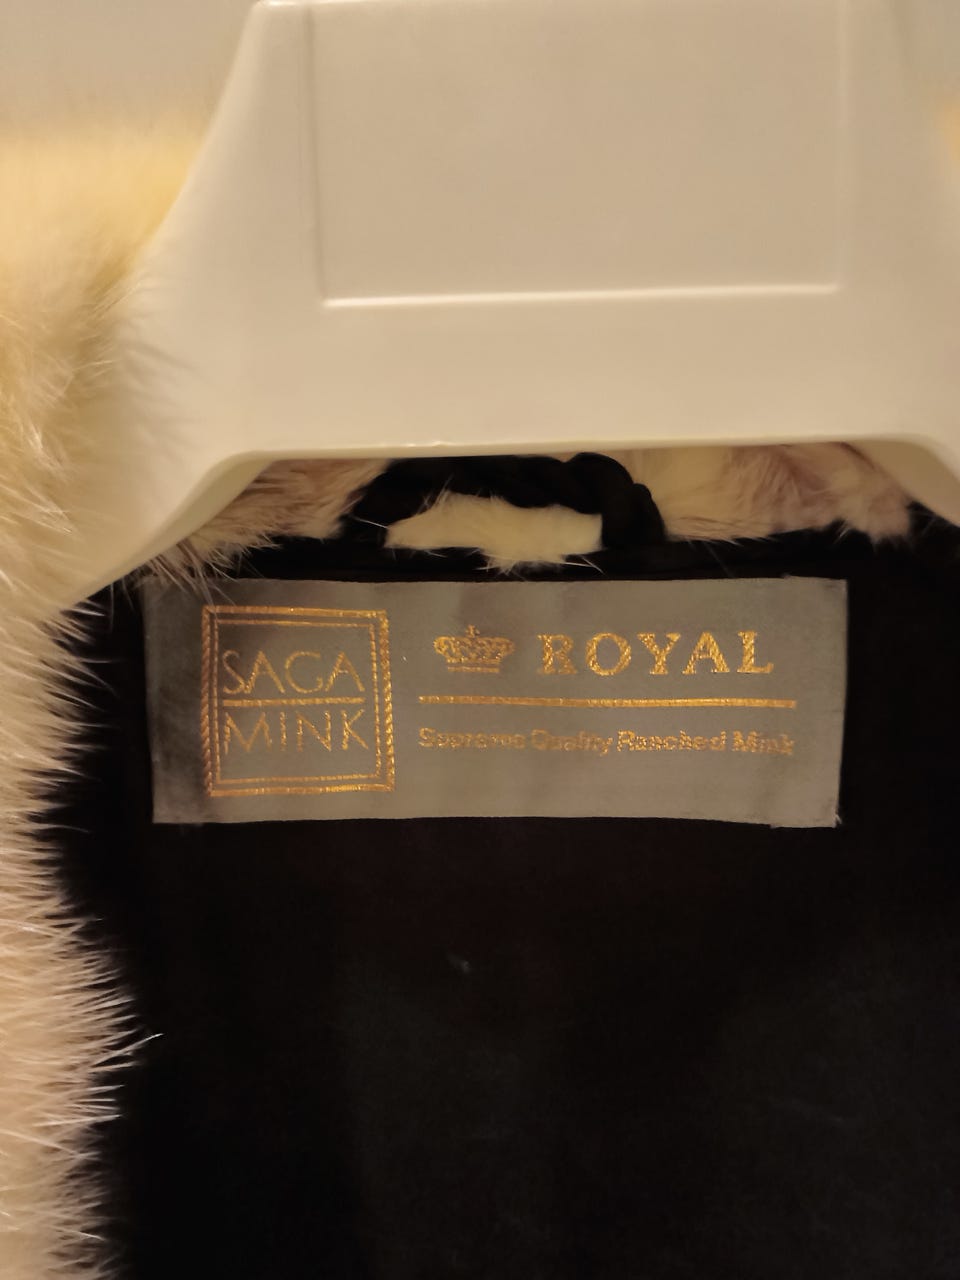 SAGA
MINK
ROYAL
Supreme Quality Ranched Mink